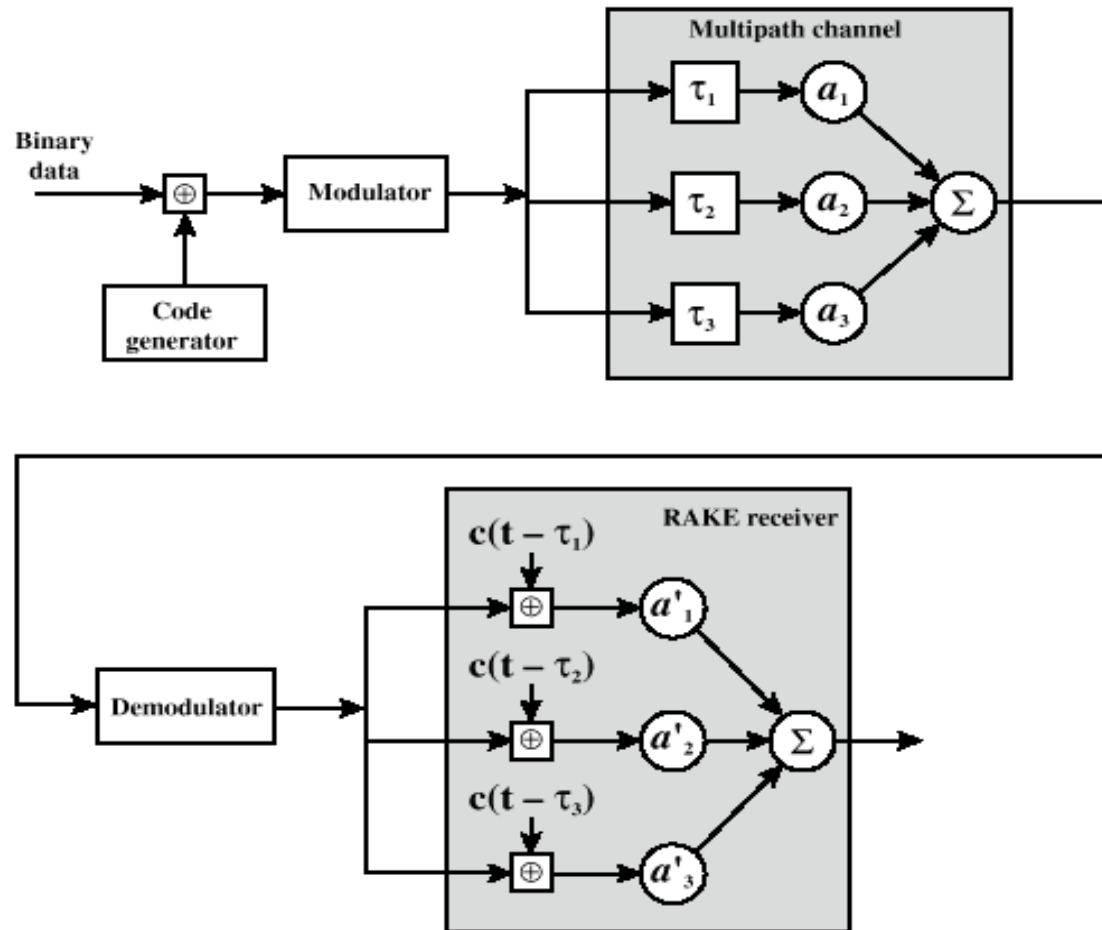 Multipath channel
τ₁
a₁
Binary
data
⊕
Modulator
τ₂
a₂
Σ
Code
generator
τ₃
a₃
RAKE receiver
c(t – τ₁)
⊕
a'₁
c(t – τ₂)
Demodulator
⊕
a'₂
Σ
c(t – τ₃)
⊕
a'₃